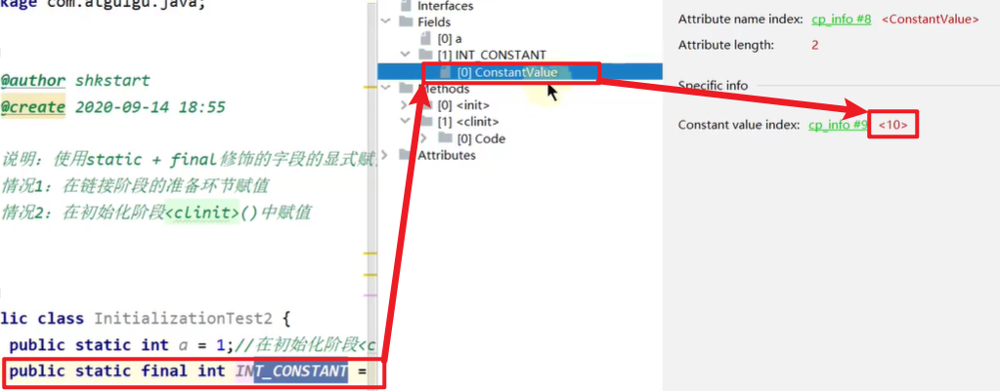 kage com.atguigu.java;
@author shkstart
@create 2020-09-14 18:55
说明：使用static + final修饰的字段的显式赋
情况1：在链接阶段的准备环节赋值
情况2：在初始化阶段<clinit>()中赋值
lic class InitializationTest2 {
public static int a = 1;//在初始化阶段<c
public static final int INT_CONSTANT =
Interfaces
Fields
[0] a
[1] INT_CONSTANT
[0] ConstantValue
Methods
[0] <init>
[1] <clinit>
[0] Code
Attributes
Attribute name index: cp_info #8 <ConstantValue>
Attribute length: 2
Specific info
Constant value index: cp_info #9 <10>